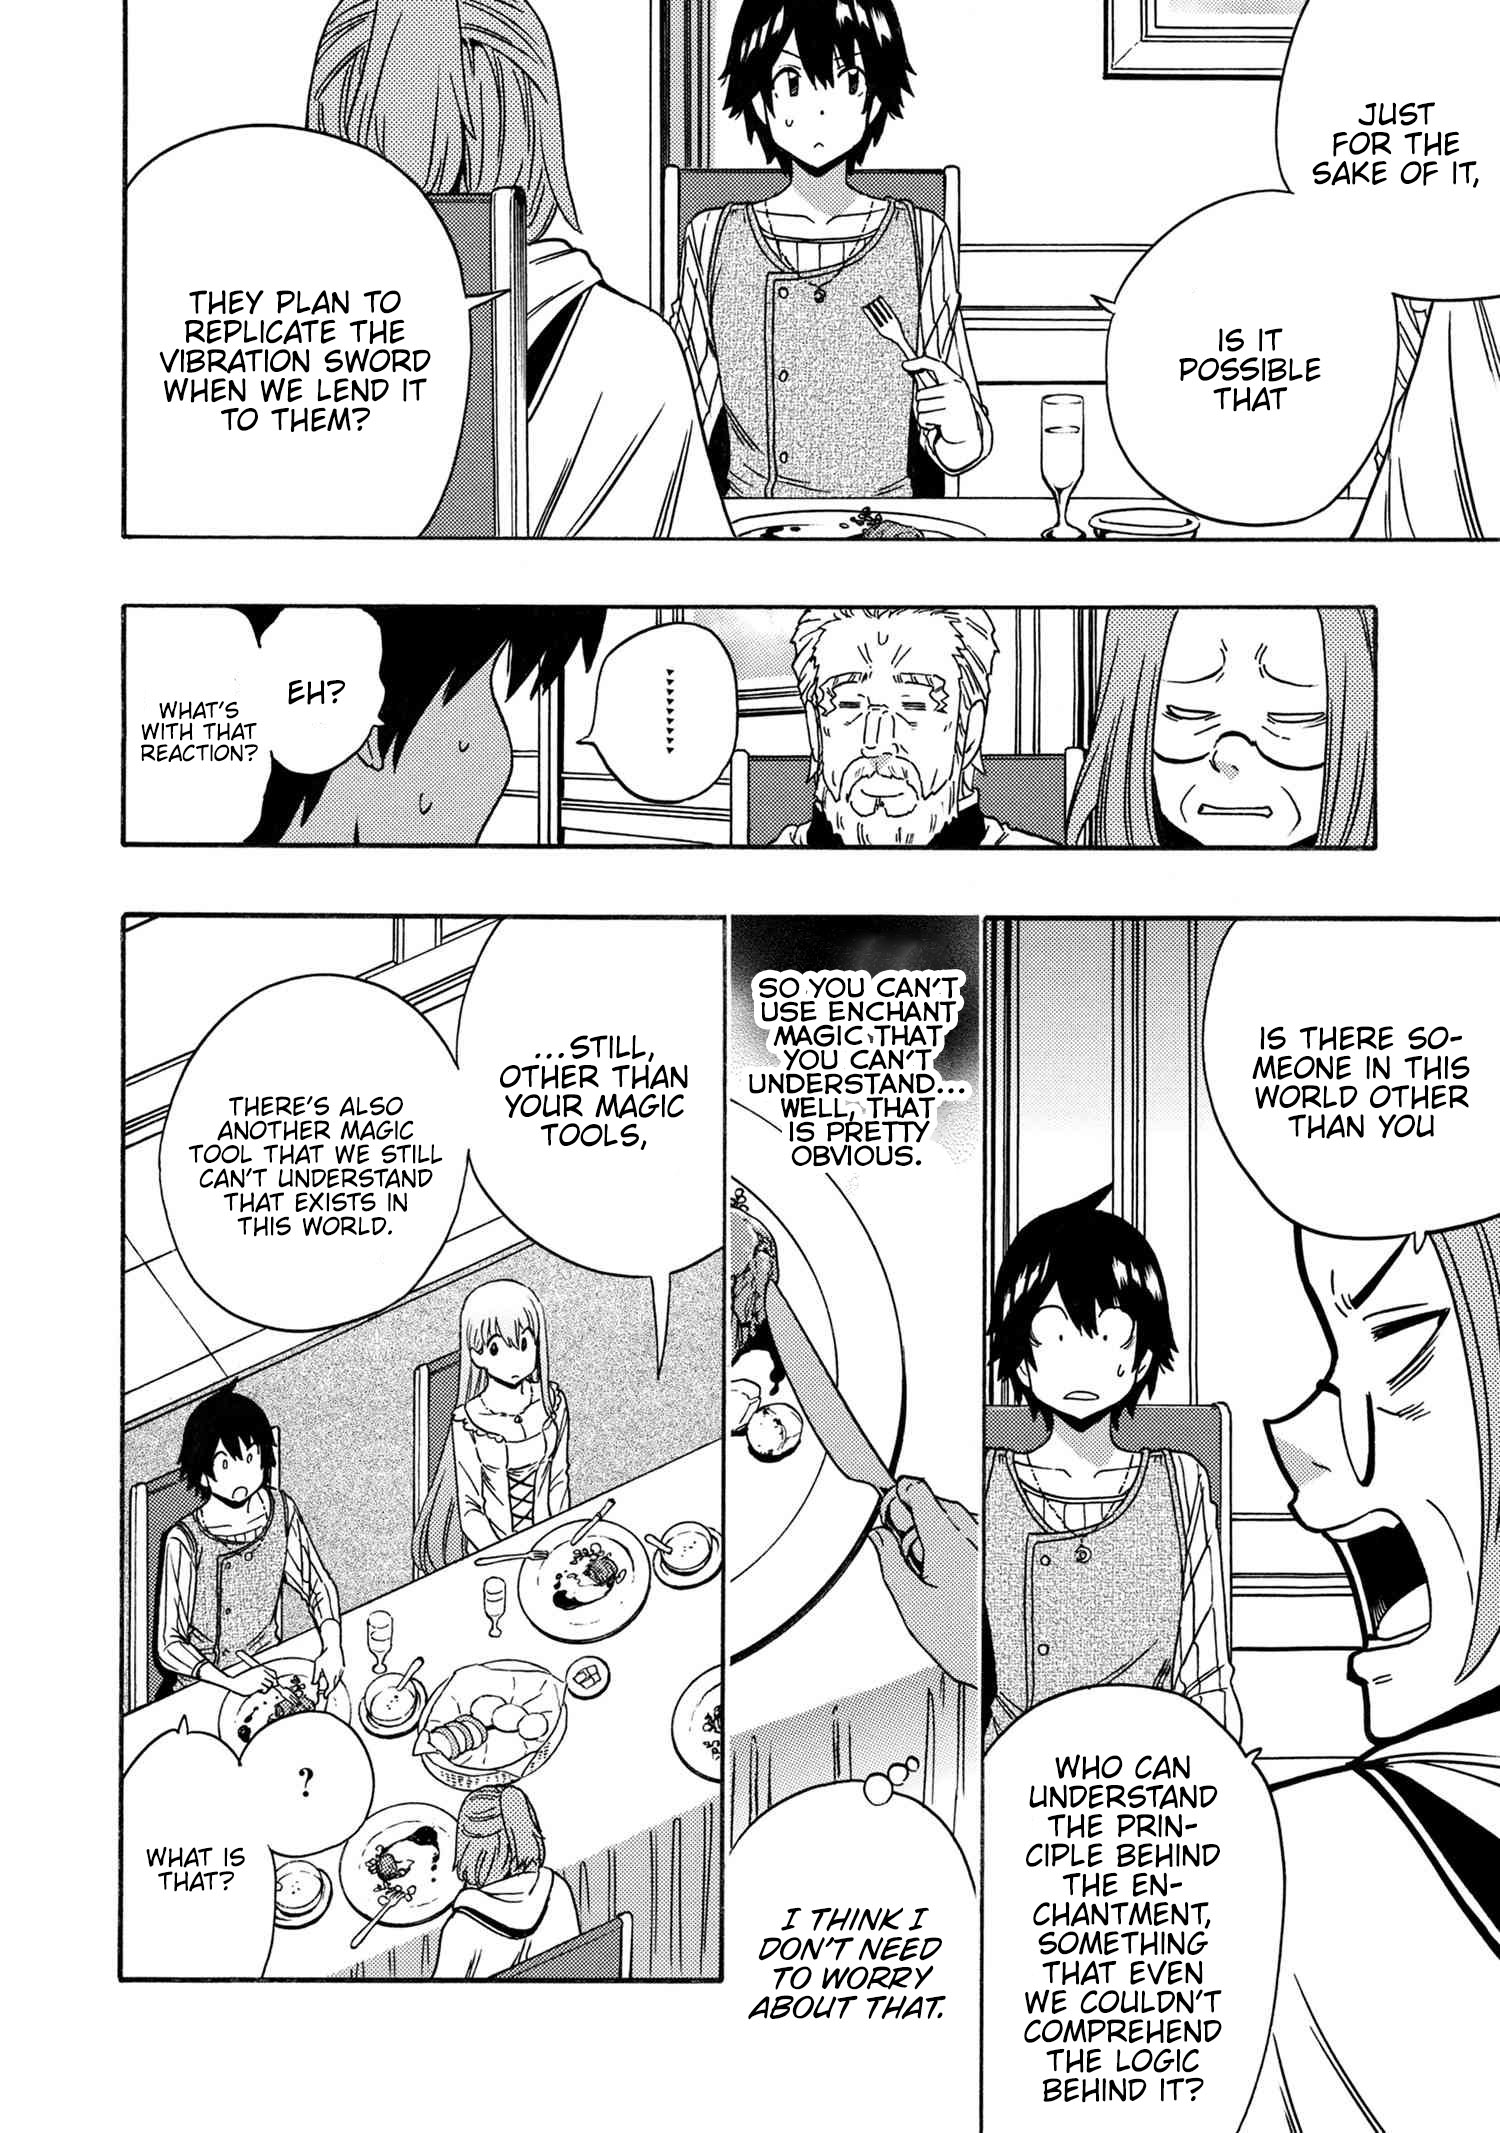 JUST
FOR THE
SAKE OF IT,
IS IT
POSSIBLE
THAT
THEY PLAN TO
REPLICATE THE
VIBRATION SWORD
WHEN WE LEND IT
TO THEM?
EH?
WHAT'S
WITH THAT
REACTION?
IS THERE SO-
MEONE IN THIS
WORLD OTHER
THAN YOU
WHO CAN
UNDERSTAND
THE PRIN-
CIPLE BEHIND
THE EN-
CHANTMENT,
SOMETHING
THAT EVEN
WE COULDN'T
COMPREHEND
THE LOGIC
BEHIND IT?
SO YOU CAN'T
USE ENCHANT
MAGIC THAT
YOU CAN'T
UNDERSTAND...
WELL, THAT
IS PRETTY
OBVIOUS.
I THINK I
DON'T NEED
TO WORRY
ABOUT THAT.
...STILL,
OTHER THAN
YOUR MAGIC
TOOLS,
THERE'S ALSO
ANOTHER MAGIC
TOOL THAT WE STILL
CAN'T UNDERSTAND
THAT EXISTS IN
THIS WORLD.
?
WHAT IS
THAT?